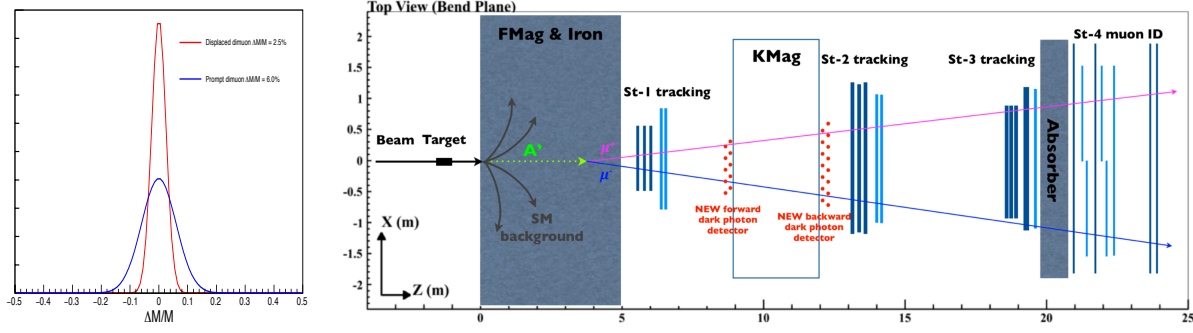 Displaced dimuon ΔM/M = 2.5%
Prompt dimuon ΔM/M = 6.0%
-0.5 -0.4 -0.3 -0.2 -0.1 0 0.1 0.2 0.3 0.4 0.5
ΔM/M
Top View (Bend Plane)
2
1.5
1
0.5
0
-0.5
-1
-1.5
-2
FMag & Iron
KMag
St-1 tracking
St-2 tracking
St-3 tracking
St-4 muon ID
Beam
Target
A'
μ+
μ-
SM
background
NEW forward
dark photon
detector
NEW backward
dark photon
detector
Absorber
X (m)
Z (m)
0 5 10 15 20 25